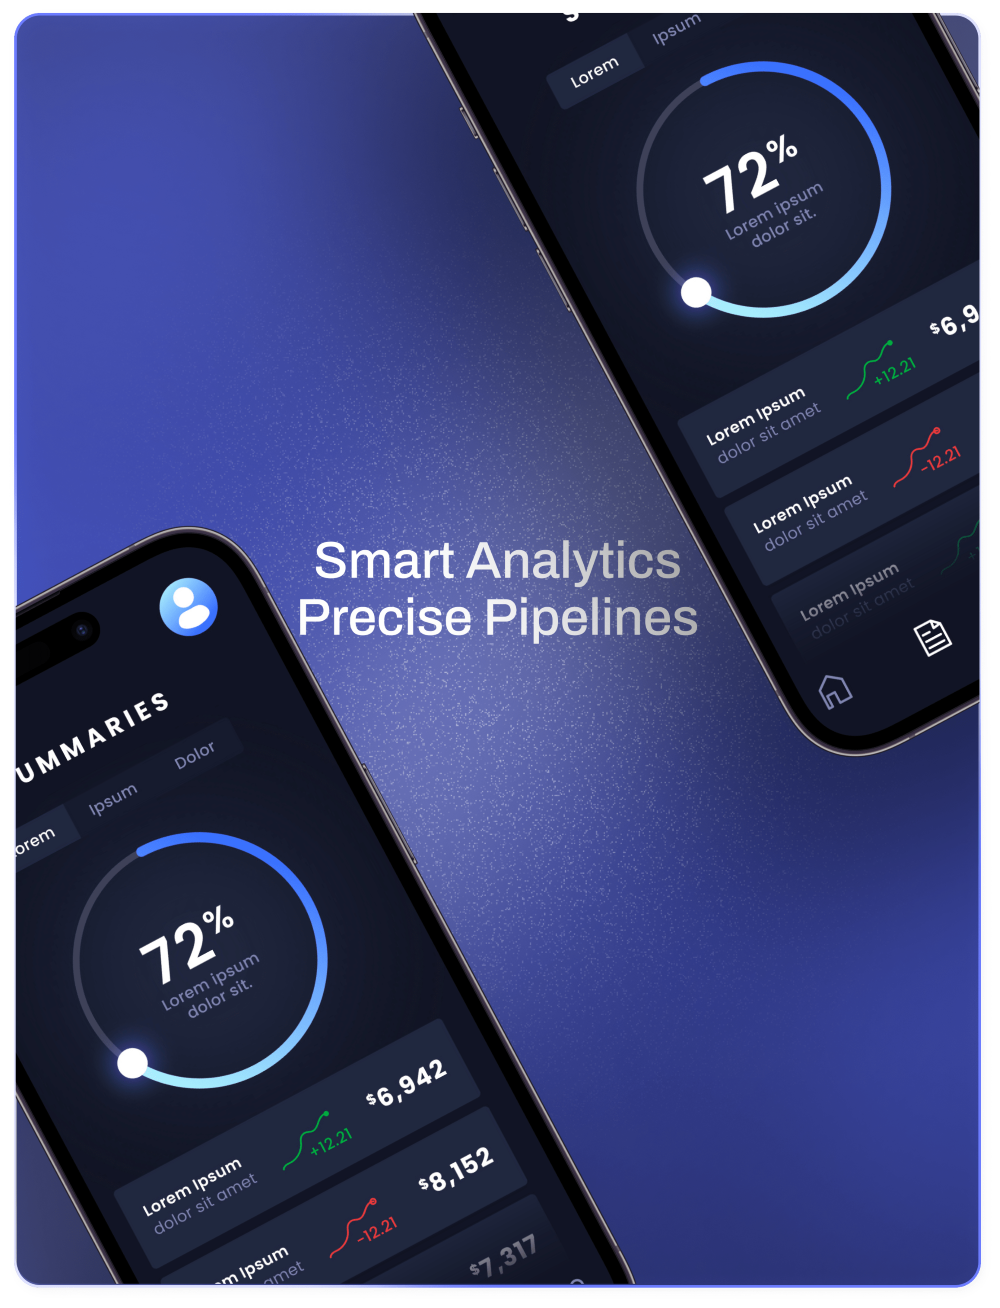 Lorem
Ipsum
72%
Lorem ipsum
dolor sit.
Lorem Ipsum
dolor sit amet
+12.21
$6,9
Lorem Ipsum
dolor sit amet
-12.21
Lorem Ipsum
dolor sit amet
Smart Analytics
Precise Pipelines
UMMARIES
orem
Ipsum
Dolor
72%
Lorem ipsum
dolor sit.
Lorem Ipsum
dolor sit amet
+12.21
$6,942
m Ipsum
amet
-12.21
$8,152
$7,317